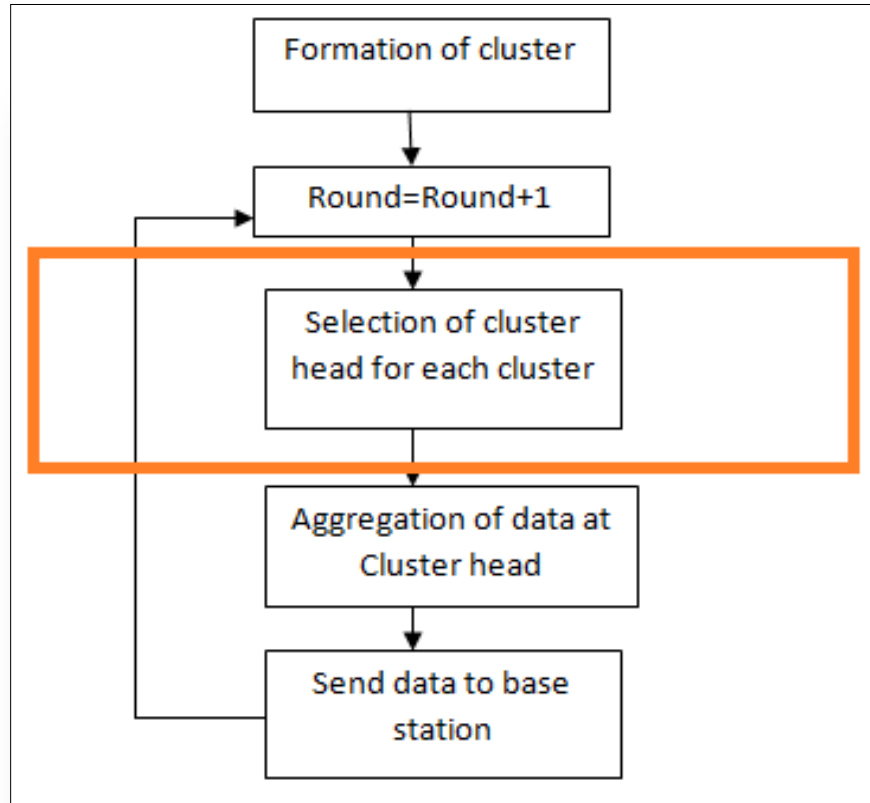 Formation of cluster
Round=Round+1
Selection of cluster
head for each cluster
Aggregation of data at
Cluster head
Send data to base
station